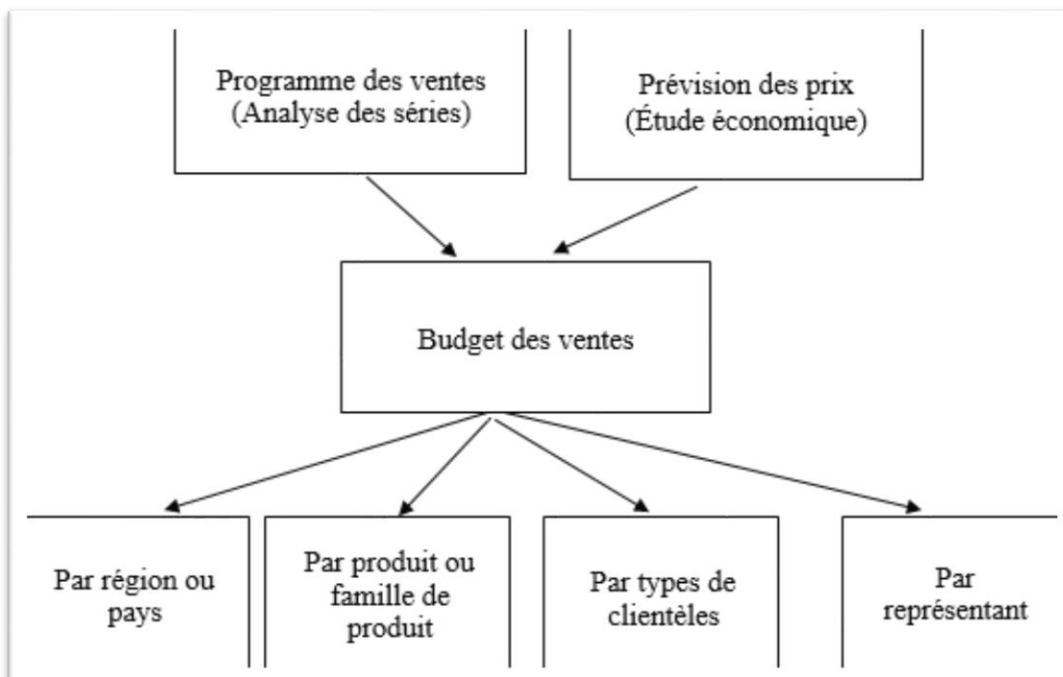 Programme des ventes
(Analyse des séries)
Prévision des prix
(Étude économique)
Budget des ventes
Par région ou
pays
Par produit ou
famille de
produit
Par types de
clientèles
Par
représentant